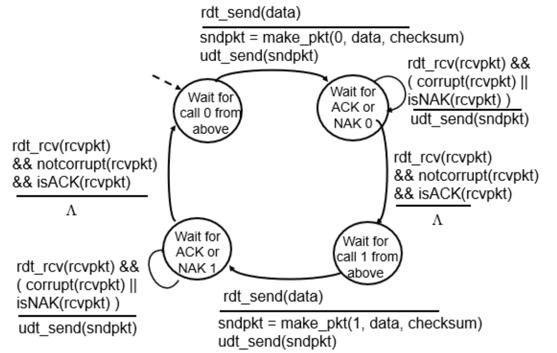 rdt_send(data)
sndpkt = make_pkt(0, data, checksum)
udt_send(sndpkt)
Wait for
call 0 from
above
Wait for
ACK or
NAK 0
rdt_rcv(rcvpkt) &&
( corrupt(rcvpkt) ||
isNAK(rcvpkt) )
udt_send(sndpkt)
rdt_rcv(rcvpkt)
&& notcorrupt(rcvpkt)
&& isACK(rcvpkt)
Λ
rdt_rcv(rcvpkt)
&& notcorrupt(rcvpkt)
&& isACK(rcvpkt)
Λ
Wait for
ACK or
NAK 1
Wait for
call 1 from
above
rdt_rcv(rcvpkt) &&
( corrupt(rcvpkt) ||
isNAK(rcvpkt) )
udt_send(sndpkt)
rdt_send(data)
sndpkt = make_pkt(1, data, checksum)
udt_send(sndpkt)